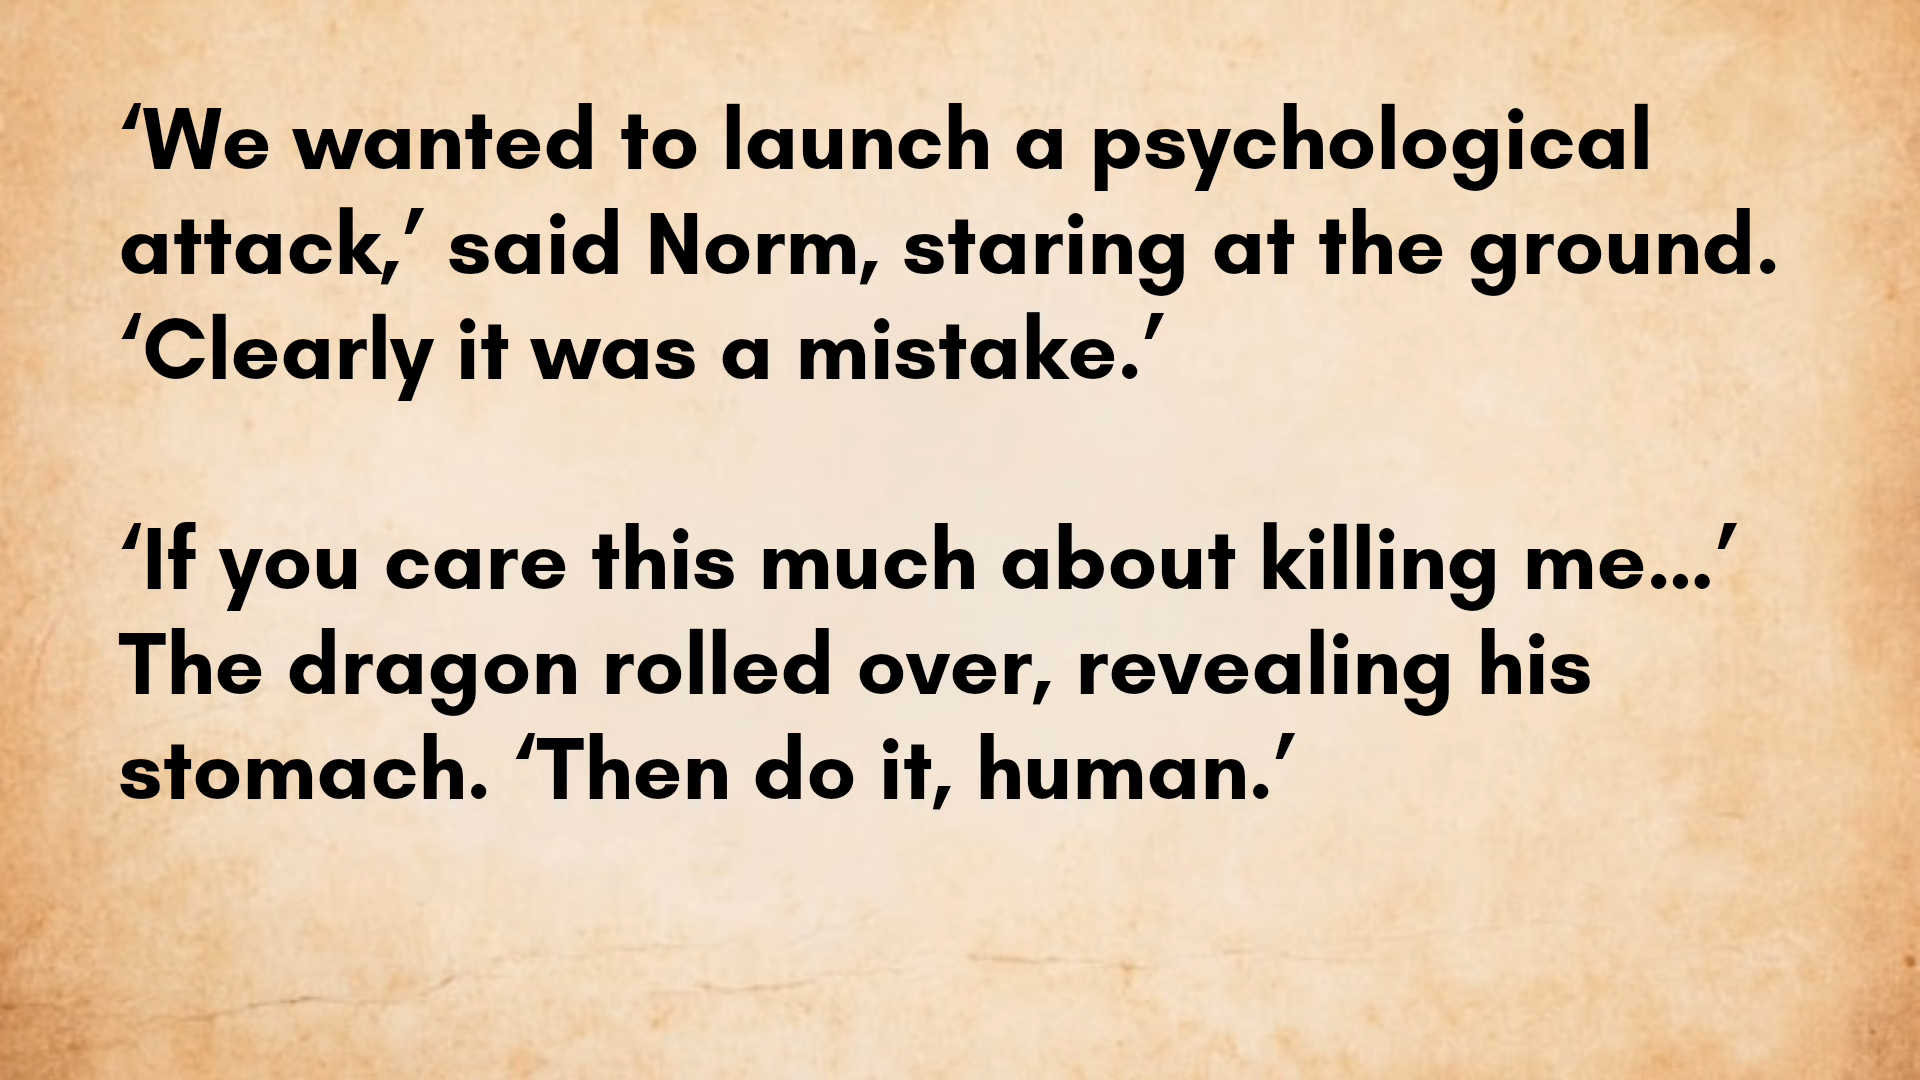 ‘We wanted to launch a psychological
attack,’ said Norm, staring at the ground.
‘Clearly it was a mistake.’
‘If you care this much about killing me...’
The dragon rolled over, revealing his
stomach. ‘Then do it, human.’